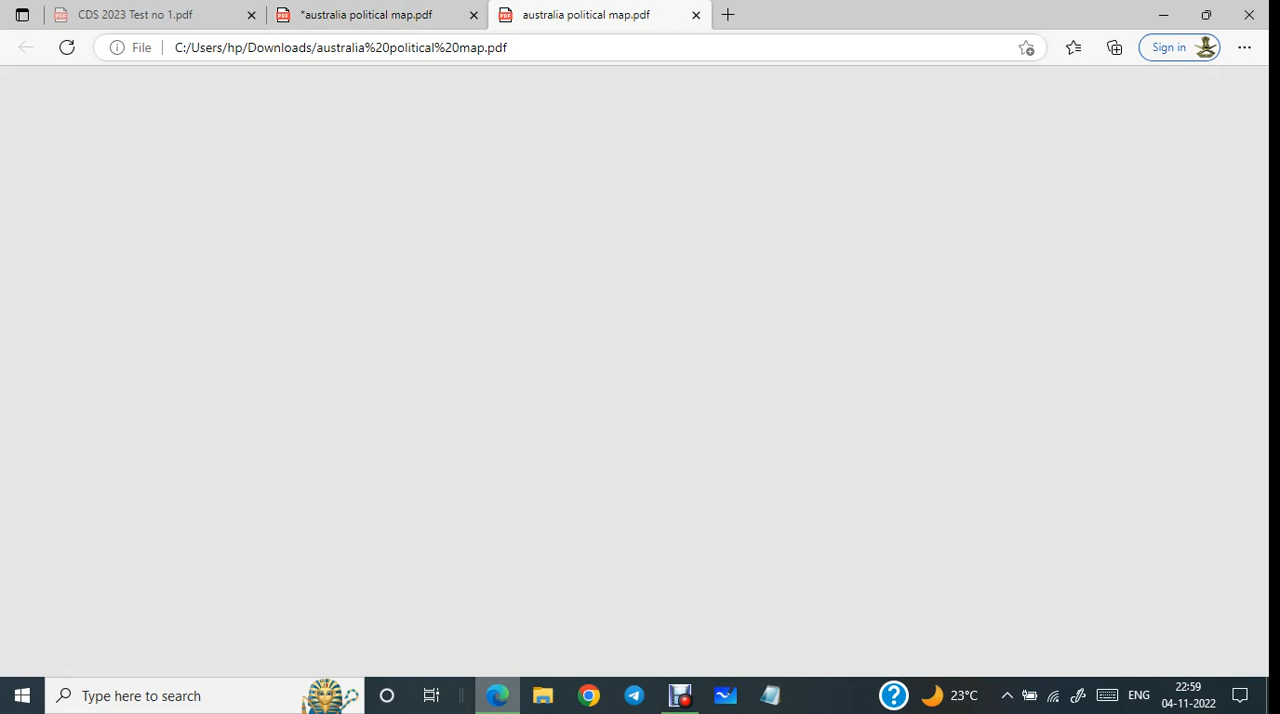 CDS 2023 Test no 1.pdf
*australia political map.pdf
australia political map.pdf
File
C:/Users/hp/Downloads/australia%20political%20map.pdf
Sign in
Type here to search
23°C
ENG
22:59
04-11-2022